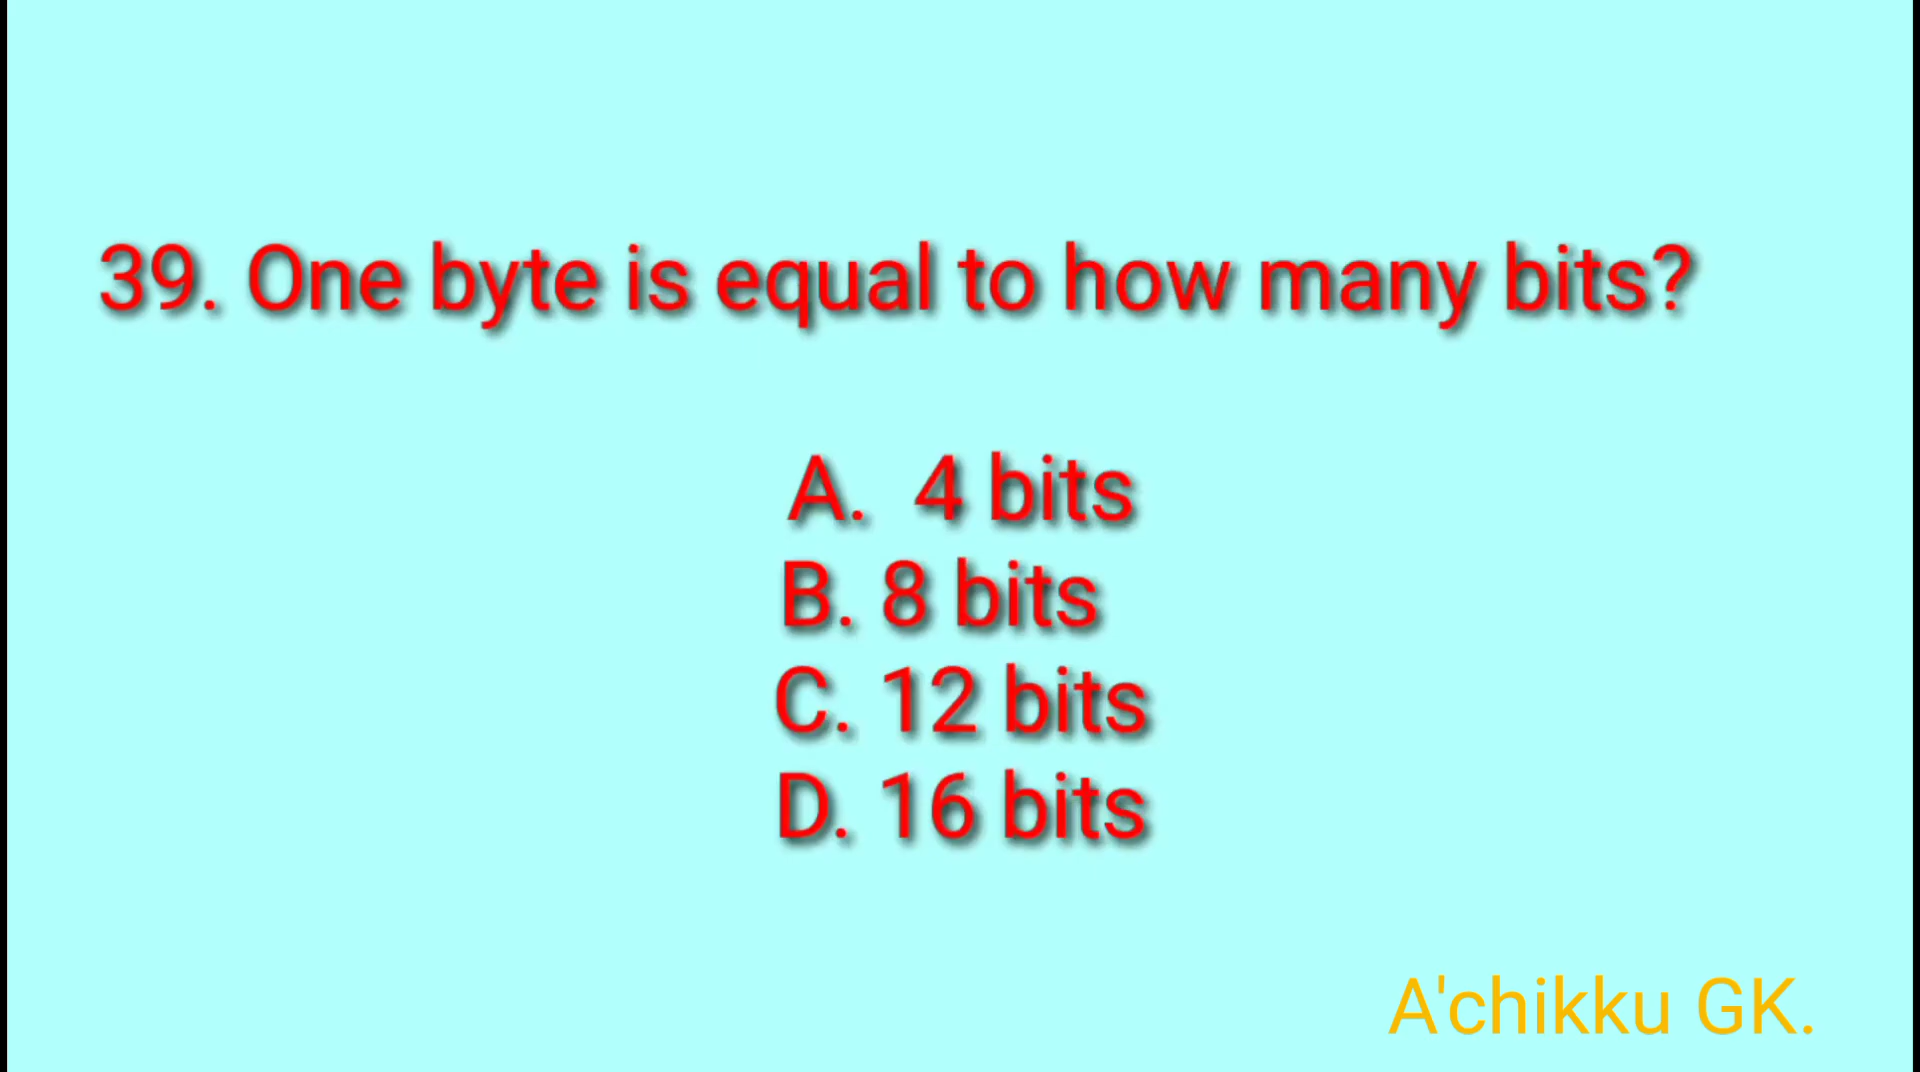 39. One byte is equal to how many bits?
A. 4 bits
B. 8 bits
C. 12 bits
D. 16 bits
A'chikku GK.